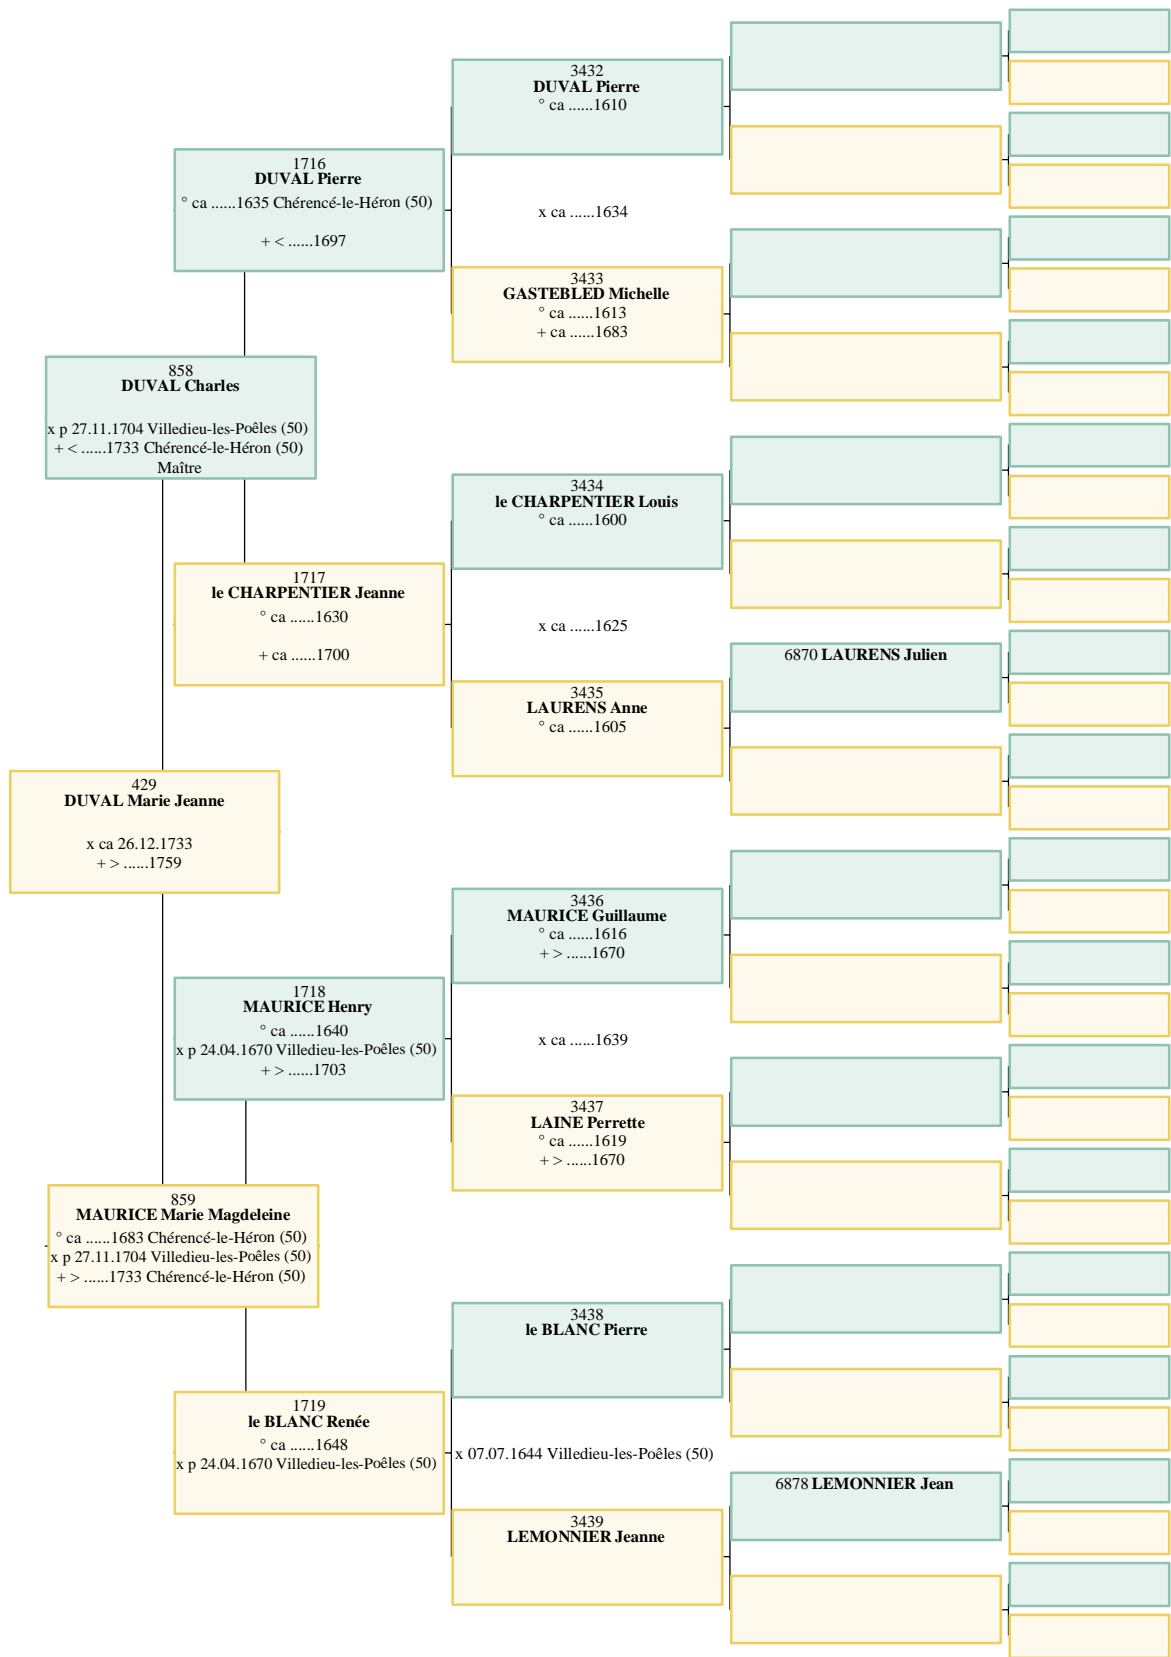 3432
DUVAL Pierre
° ca ......1610
1716
DUVAL Pierre
° ca ......1635 Chérencé-le-Héron (50)
+ < ......1697
x ca ......1634
3433
GASTEBLED Michelle
° ca ......1613
+ ca ......1683
858
DUVAL Charles
x p 27.11.1704 Villedieu-les-Poêles (50)
+ < ......1733 Chérencé-le-Héron (50)
Maître
3434
le CHARPENTIER Louis
° ca ......1600
1717
le CHARPENTIER Jeanne
° ca ......1630
+ ca ......1700
x ca ......1625
6870 LAURENS Julien
3435
LAURENS Anne
° ca ......1605
429
DUVAL Marie Jeanne
x ca 26.12.1733
+ > ......1759
3436
MAURICE Guillaume
° ca ......1616
+ > ......1670
1718
MAURICE Henry
° ca ......1640
x p 24.04.1670 Villedieu-les-Poêles (50)
+ > ......1703
x ca ......1639
3437
LAINE Perrette
° ca ......1619
+ > ......1670
859
MAURICE Marie Magdeleine
° ca ......1683 Chérencé-le-Héron (50)
x p 27.11.1704 Villedieu-les-Poêles (50)
+ > ......1733 Chérencé-le-Héron (50)
3438
le BLANC Pierre
1719
le BLANC Renée
° ca ......1648
x p 24.04.1670 Villedieu-les-Poêles (50)
x 07.07.1644 Villedieu-les-Poêles (50)
6878 LEMONNIER Jean
3439
LEMONNIER Jeanne